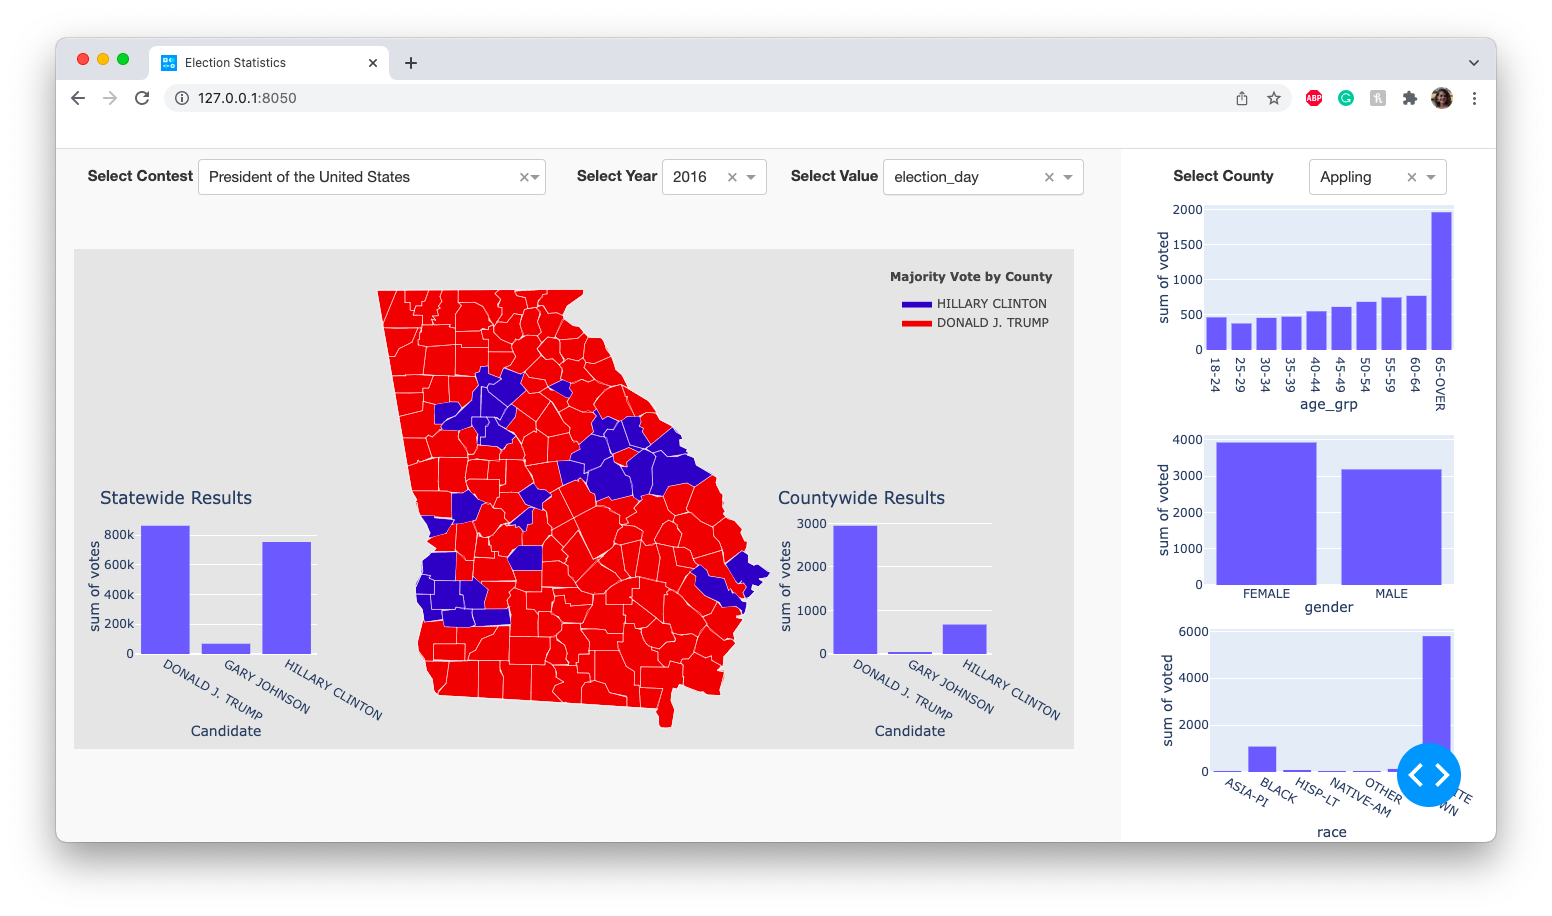 Election Statistics
127.0.0.1:8050
ABP
Select Contest
President of the United States
Select Year
2016
Select Value
election_day
Select County
Appling
Majority Vote by County
HILLARY CLINTON
DONALD J. TRUMP
Statewide Results
800k
600k
400k
200k
0
sum of votes
DONALD J. TRUMP
GARY JOHNSON
HILLARY CLINTON
Candidate
Countywide Results
3000
2000
1000
0
sum of votes
DONALD J. TRUMP
GARY JOHNSON
HILLARY CLINTON
Candidate
2000
1500
1000
500
0
sum of voted
18-24
25-29
30-34
35-39
40-44
45-49
50-54
55-59
60-64
65-OVER
age_grp
4000
3000
2000
1000
0
sum of voted
FEMALE
MALE
gender
6000
4000
2000
0
sum of voted
ASIA-PI
BLACK
HISP-LT
NATIVE-AM
OTHER
race